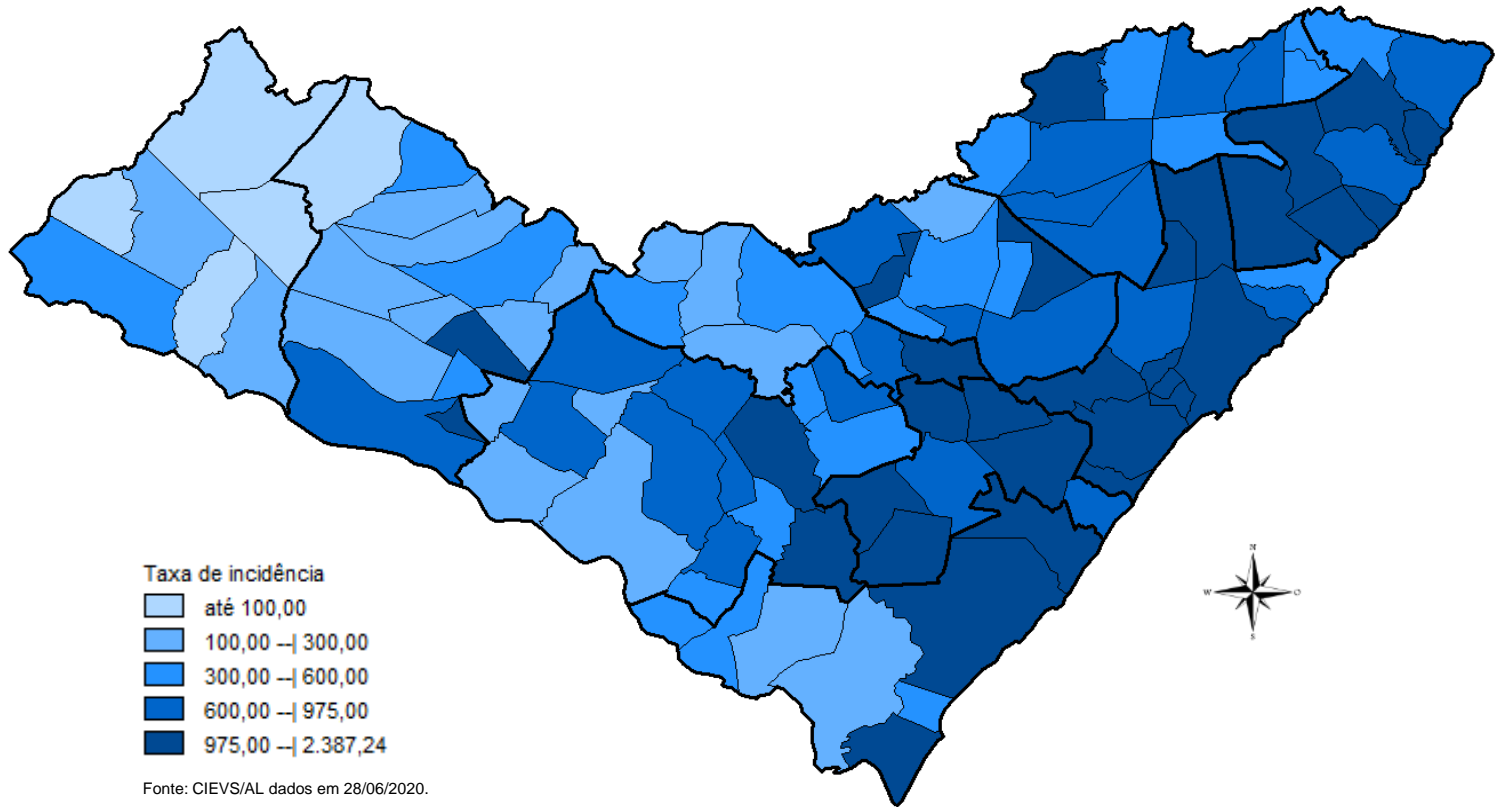 Taxa de incidência
até 100,00
100,00 --| 300,00
300,00 --| 600,00
600,00 --| 975,00
975,00 --| 2.387,24
Fonte: CIEVS/AL dados em 28/06/2020.
N
W O
S